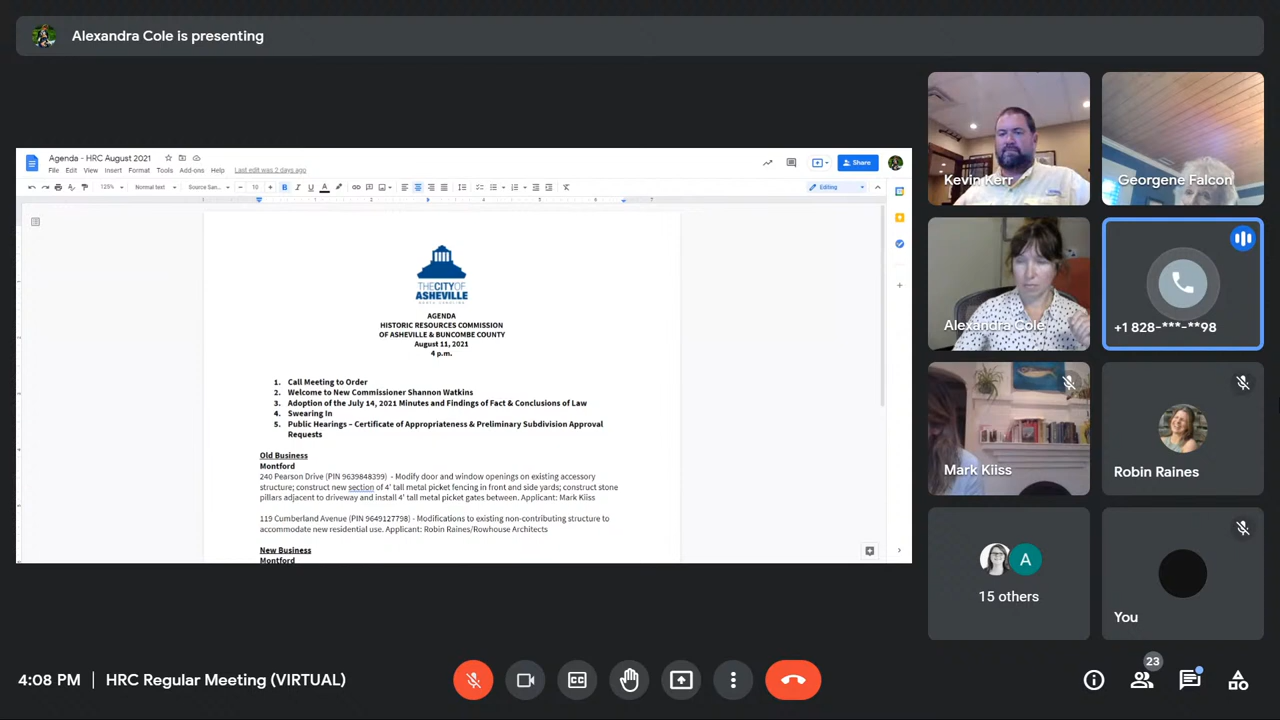 Alexandra Cole is presenting
Agenda - HRC August 2021
File Edit View Insert Format Tools Add-ons Help Last edit was 2 days ago
Share
125% Normal text Source San... 10 Editing
THE CITY OF
ASHEVILLE
AGENDA
HISTORIC RESOURCES COMMISSION
OF ASHEVILLE & BUNCOMBE COUNTY
August 11, 2021
4 p.m.
1. Call Meeting to Order
2. Welcome to New Commissioner Shannon Watkins
3. Adoption of the July 14, 2021 Minutes and Findings of Fact & Conclusions of Law
4. Swearing In
5. Public Hearings – Certificate of Appropriateness & Preliminary Subdivision Approval
Requests
Old Business
Montford
240 Pearson Drive (PIN 9639848399) - Modify door and window openings on existing accessory
structure; construct new section of 4' tall metal picket fencing in front and side yards; construct stone
pillars adjacent to driveway and install 4' tall metal picket gates between. Applicant: Mark Kiiss
119 Cumberland Avenue (PIN 9649127798) - Modifications to existing non-contributing structure to
accommodate new residential use. Applicant: Robin Raines/Rowhouse Architects
New Business
Montford
Kevin Kerr
Georgene Falcon
Alexandra Cole
+1 828-***-**98
Mark Kiiss
Robin Raines
A
15 others
You
4:08 PM | HRC Regular Meeting (VIRTUAL)
23